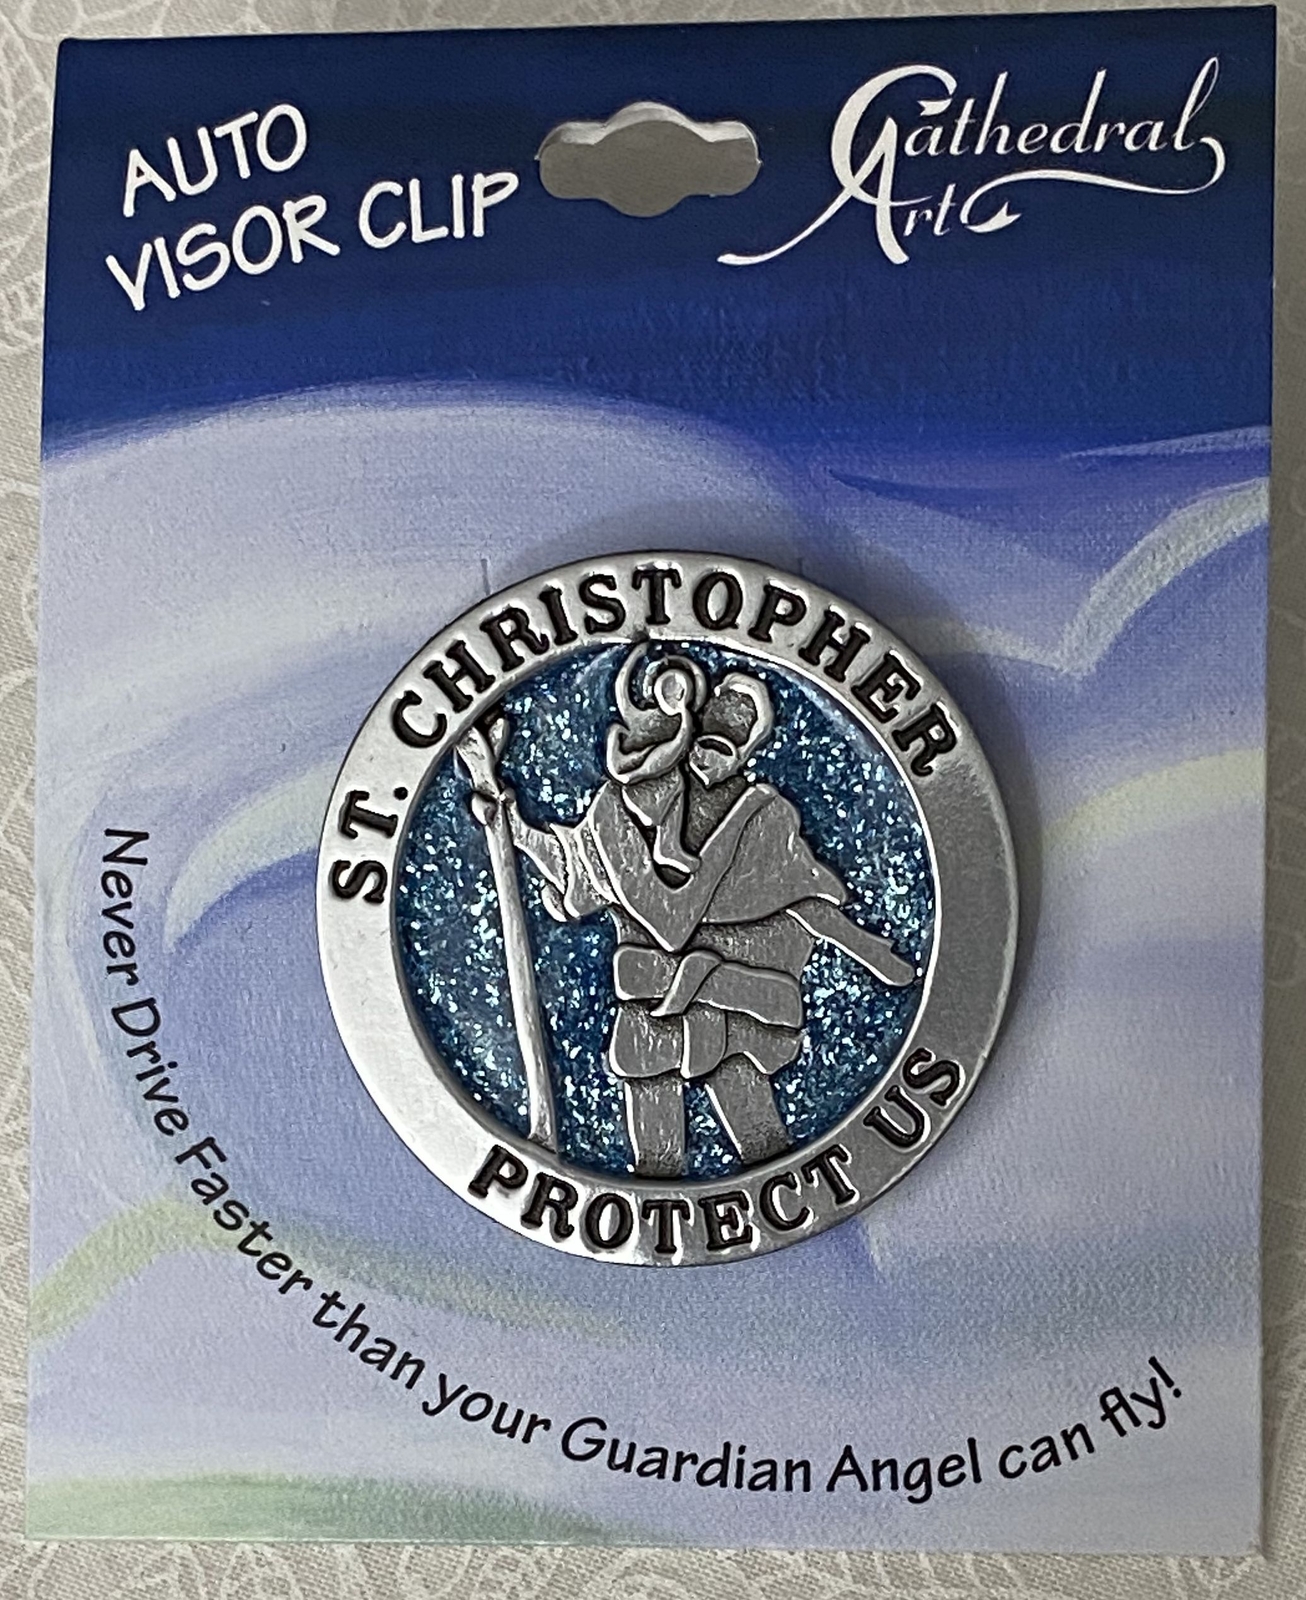 AUTO
VISOR CLIP
Cathedral
Art
ST. CHRISTOPHER
PROTECT US
Never Drive Faster than your Guardian Angel can fly!